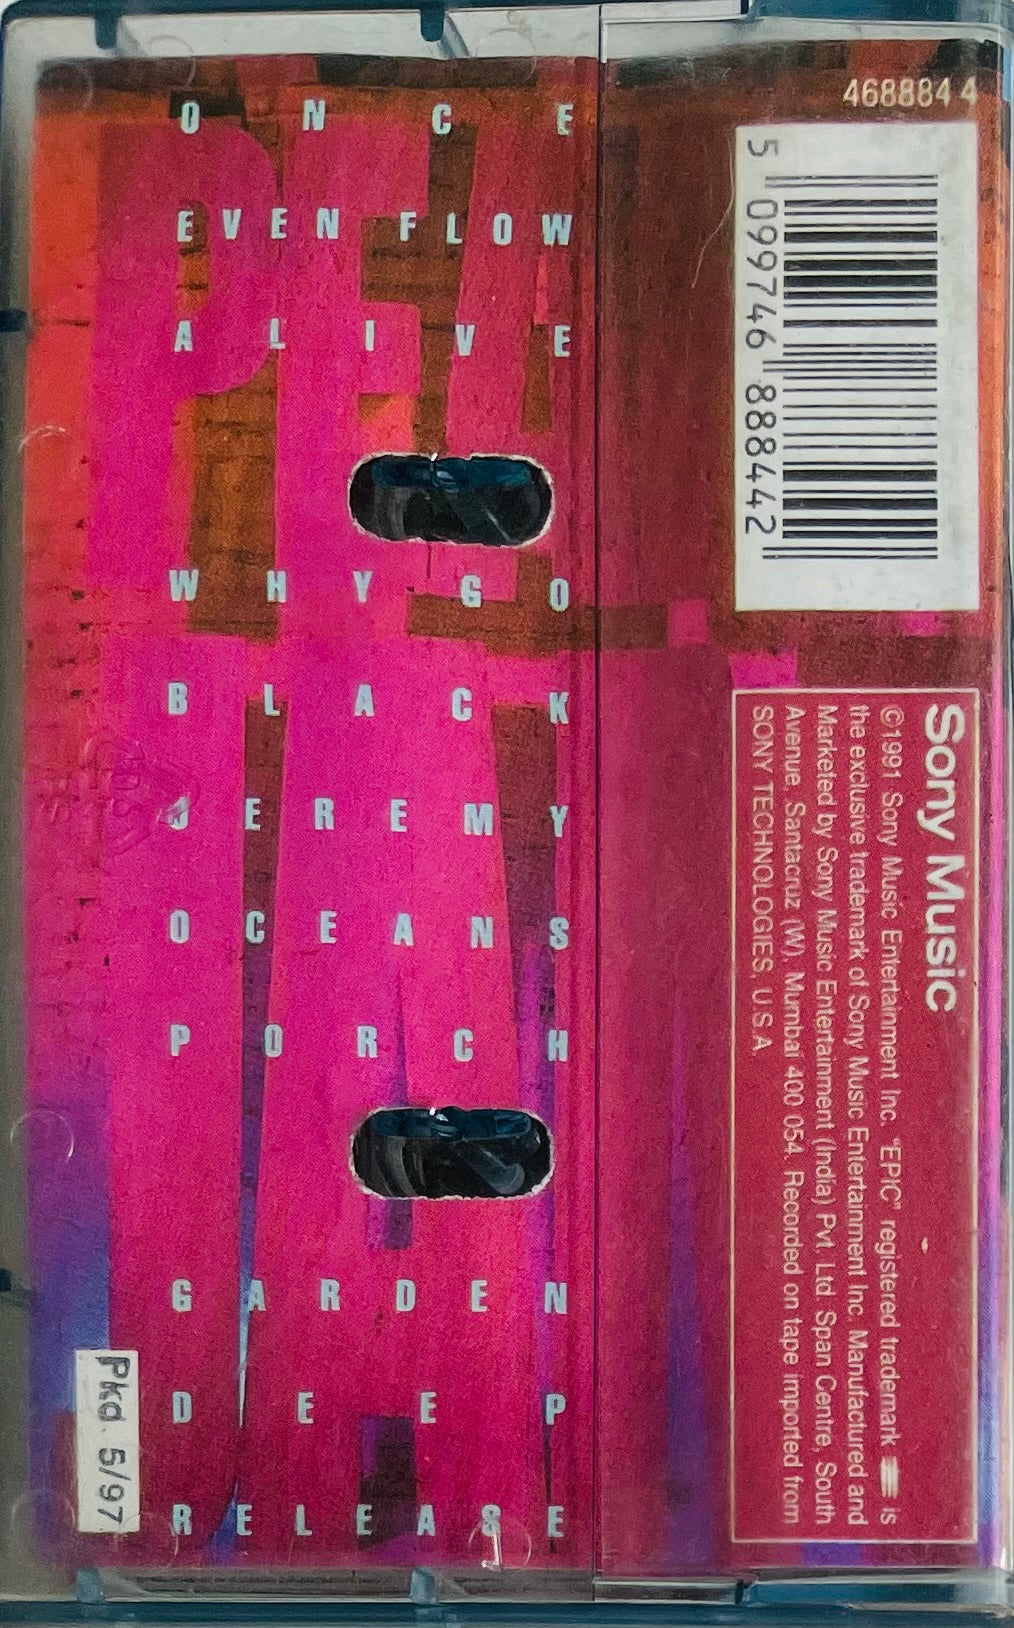 ONCE
EVEN FLOW
ALIVE
WHY GO
BLACK
JEREMY
OCEANS
PORCH
GARDEN
DEEP
RELEASE
Pkd. 5/97
468884 4
5 099746 888442
Sony Music
©1991 Sony Music Entertainment Inc. "EPIC" registered trademark is
the exclusive trademark of Sony Music Entertainment Inc. Manufactured and
Marketed by Sony Music Entertainment (India) Pvt. Ltd. Span Centre, South
Avenue, Santacruz (W), Mumbai 400 054. Recorded on tape imported from
SONY TECHNOLOGIES, U.S.A.